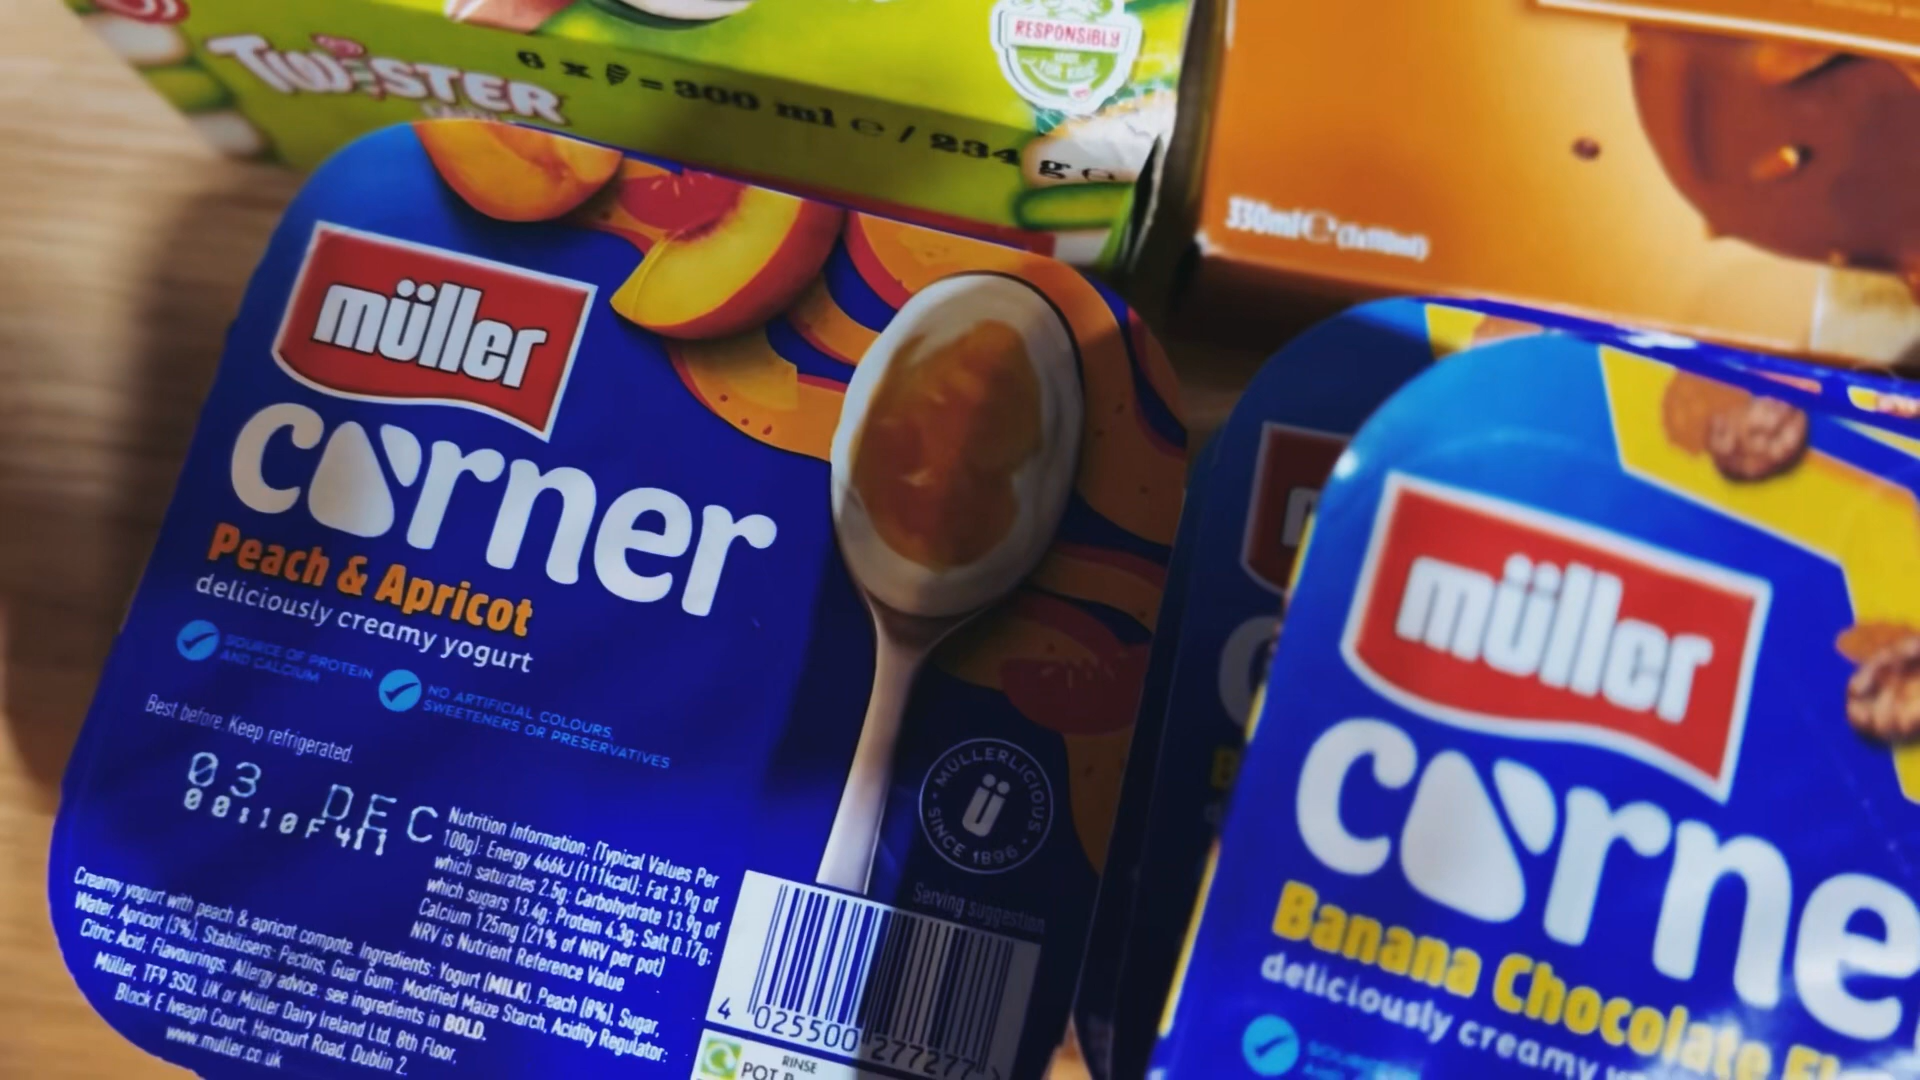 TWISTER
6 x = 300 ml e / 234 g e
RESPONSIBLY
MADE
FOR KIDS
330ml e (3x110ml)
müller
corner
Peach & Apricot
deliciously creamy yogurt
SOURCE OF PROTEIN
AND CALCIUM
NO ARTIFICIAL COLOURS,
SWEETENERS OR PRESERVATIVES
Best before. Keep refrigerated.
03 DEC
00:10F411
Nutrition Information: (Typical Values Per
100g): Energy 466kJ (111kcal); Fat 3.9g of
which saturates 2.5g; Carbohydrate 13.9g of
which sugars 13.4g; Protein 4.3g; Salt 0.17g;
Calcium 125mg (21% of NRV per pot)
NRV is Nutrient Reference Value
Creamy yogurt with peach & apricot compote. Ingredients: Yogurt (MILK), Peach (8%), Sugar,
Water, Apricot (3%), Stabilisers: Pectins, Guar Gum; Modified Maize Starch, Acidity Regulator:
Citric Acid; Flavourings. Allergy advice: see ingredients in BOLD.
Müller, TF9 3SQ, UK or Müller Dairy Ireland Ltd, 8th Floor,
Block E Iveagh Court, Harcourt Road, Dublin 2.
www.muller.co.uk
MULLERLICIOUS
ü
SINCE 1896
Serving suggestion
4 025500 277277 >
RINSE
POT
müller
corne
Banana Chocolate
deliciously creamy